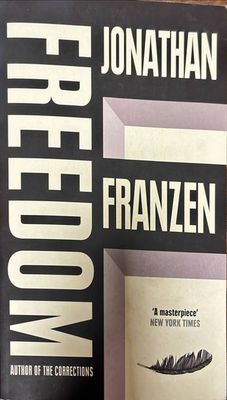 FREEDOM
JONATHAN
FRANZEN
'A masterpiece'
NEW YORK TIMES
AUTHOR OF THE CORRECTIONS